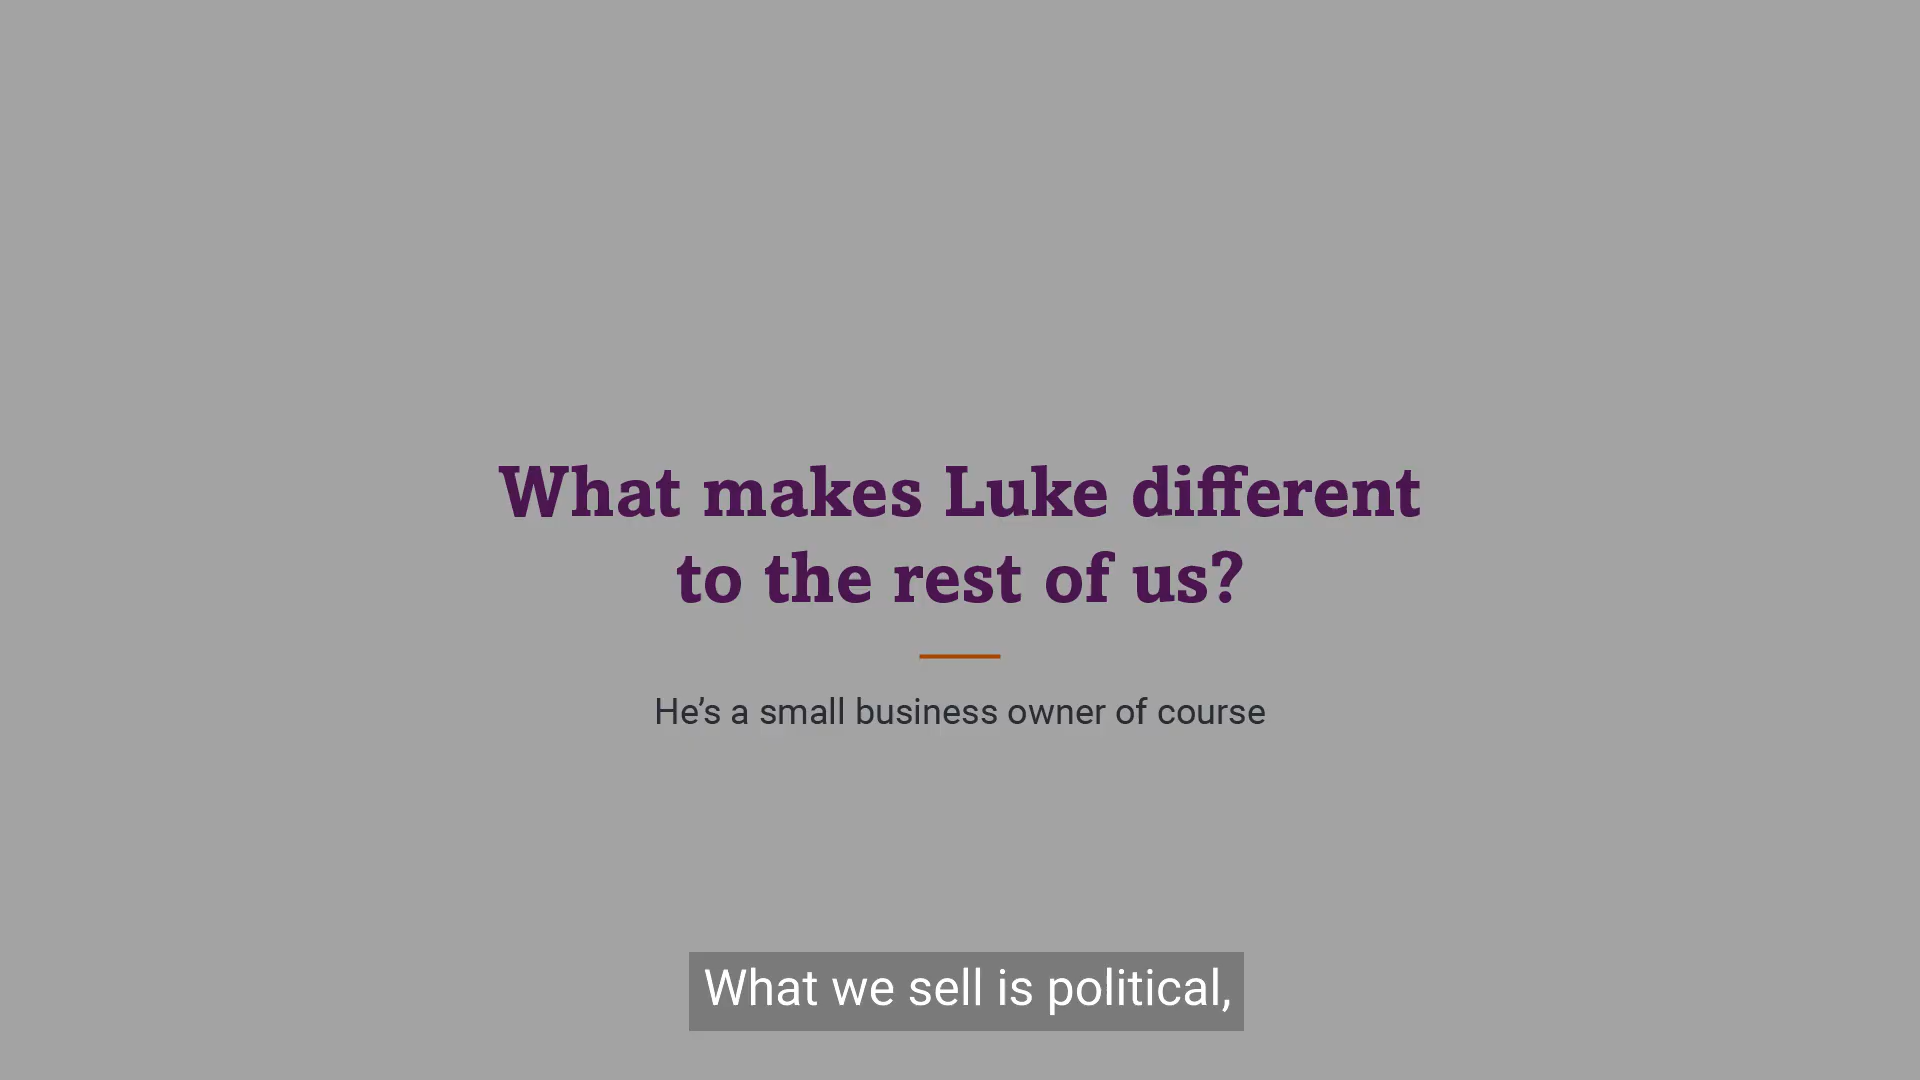 What makes Luke different
to the rest of us?
He’s a small business owner of course
What we sell is political,